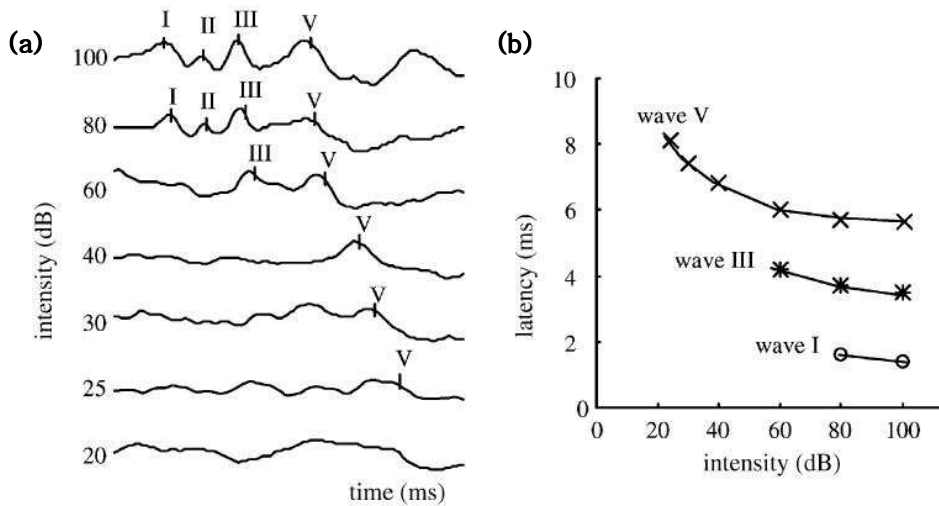 (a)
I II III V
100
I II III V
80
III V
60
V
40
V
30
V
25
20
intensity (dB)
time (ms)
(b)
10
8
6
4
2
0
latency (ms)
wave V
wave III
wave I
0 20 40 60 80 100
intensity (dB)